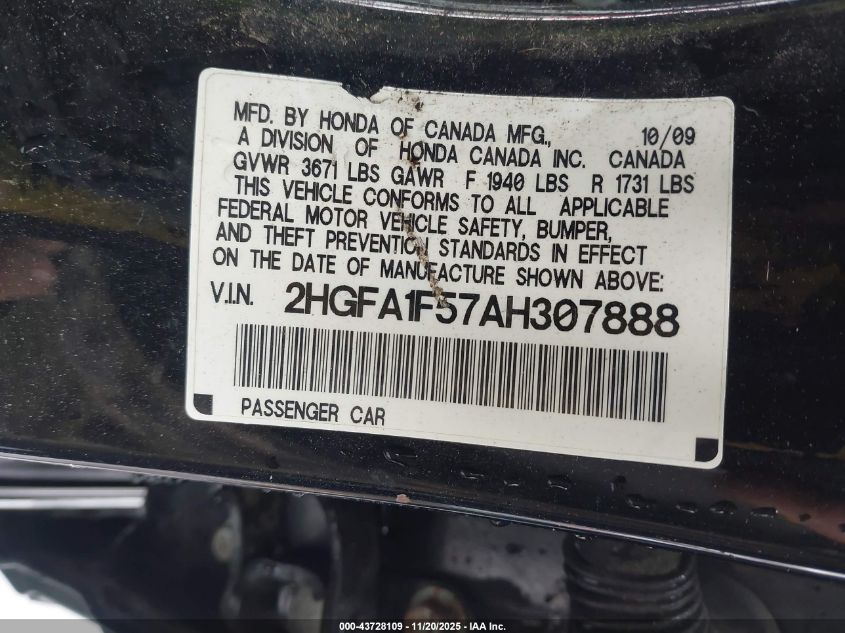 MFD. BY HONDA OF CANADA MFG., 10/09
A DIVISION OF HONDA CANADA INC. CANADA
GVWR 3671 LBS GAWR F 1940 LBS R 1731 LBS
THIS VEHICLE CONFORMS TO ALL APPLICABLE
FEDERAL MOTOR VEHICLE SAFETY, BUMPER,
AND THEFT PREVENTION STANDARDS IN EFFECT
ON THE DATE OF MANUFACTURE SHOWN ABOVE:
V.I.N. 2HGFA1F57AH307888
PASSENGER CAR
000-43728109 - 11/20/2025 - IAA Inc.